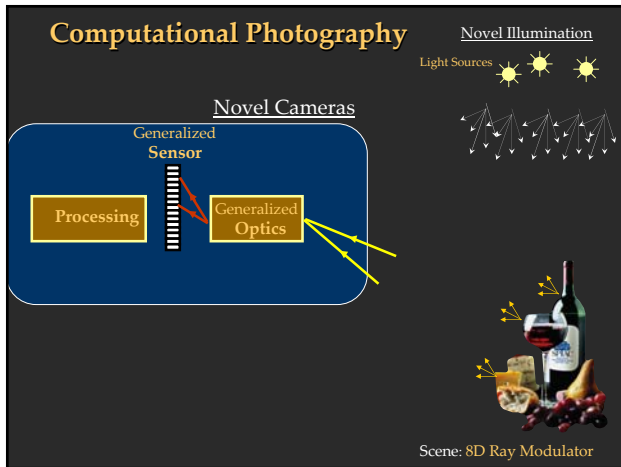 Computational Photography
Novel Illumination
Light Sources
Novel Cameras
Generalized
Sensor
Processing
Generalized
Optics
Scene: 8D Ray Modulator